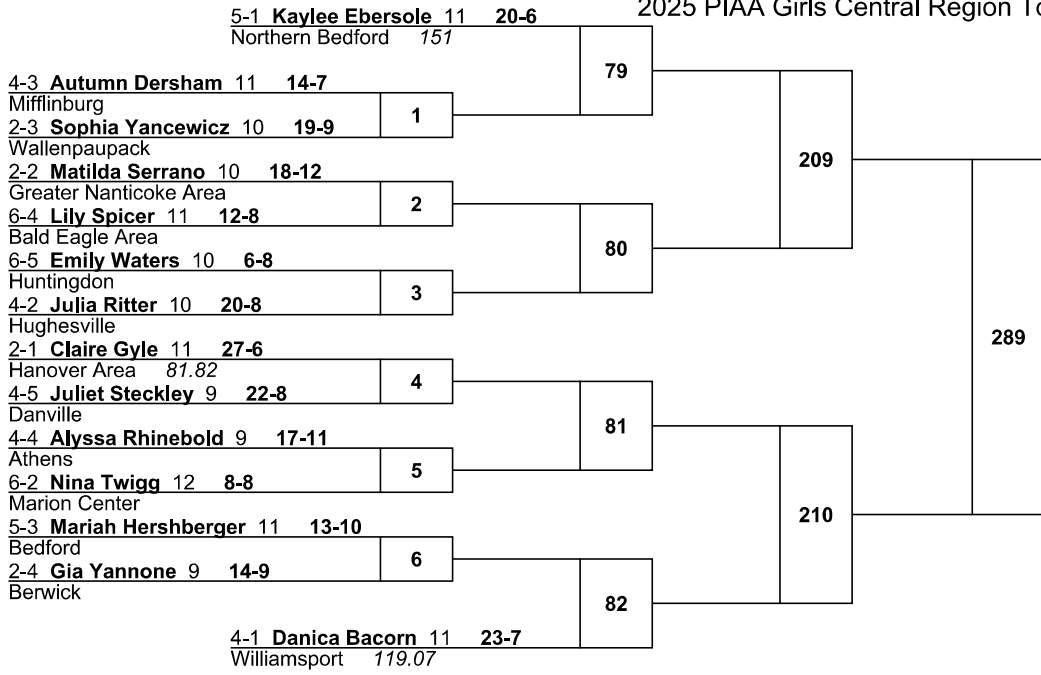 2025 PIAA Girls Central Region To
5-1 Kaylee Ebersole 11 20-6
Northern Bedford 151
79
4-3 Autumn Dersham 11 14-7
Mifflinburg
1
2-3 Sophia Yancewicz 10 19-9
Wallenpaupack
209
2-2 Matilda Serrano 10 18-12
Greater Nanticoke Area
2
6-4 Lily Spicer 11 12-8
Bald Eagle Area
80
6-5 Emily Waters 10 6-8
Huntingdon
3
4-2 Julia Ritter 10 20-8
Hughesville
289
2-1 Claire Gyle 11 27-6
Hanover Area 81.82
4
4-5 Juliet Steckley 9 22-8
Danville
81
4-4 Alyssa Rhinebold 9 17-11
Athens
5
6-2 Nina Twigg 12 8-8
Marion Center
210
5-3 Mariah Hershberger 11 13-10
Bedford
6
2-4 Gia Yannone 9 14-9
Berwick
82
4-1 Danica Bacorn 11 23-7
Williamsport 119.07